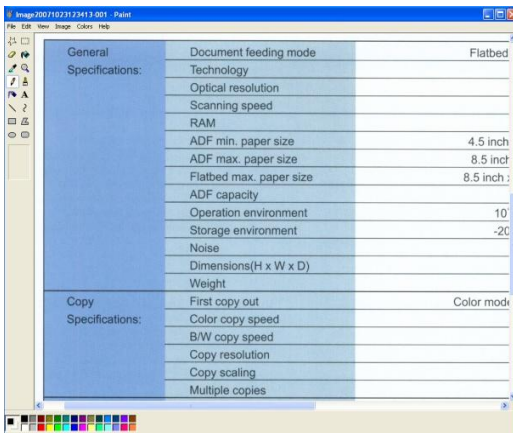 Image20071023123413-001 - Paint
File Edit View Image Colors Help
General Document feeding mode Flatbed
Specifications: Technology
Optical resolution
Scanning speed
RAM
ADF min. paper size 4.5 inch
ADF max. paper size 8.5 inch
Flatbed max. paper size 8.5 inch
ADF capacity
Operation environment 10
Storage environment -20
Noise
Dimensions(H x W x D)
Weight
Copy First copy out Color mode
Specifications: Color copy speed
B/W copy speed
Copy resolution
Copy scaling
Multiple copies